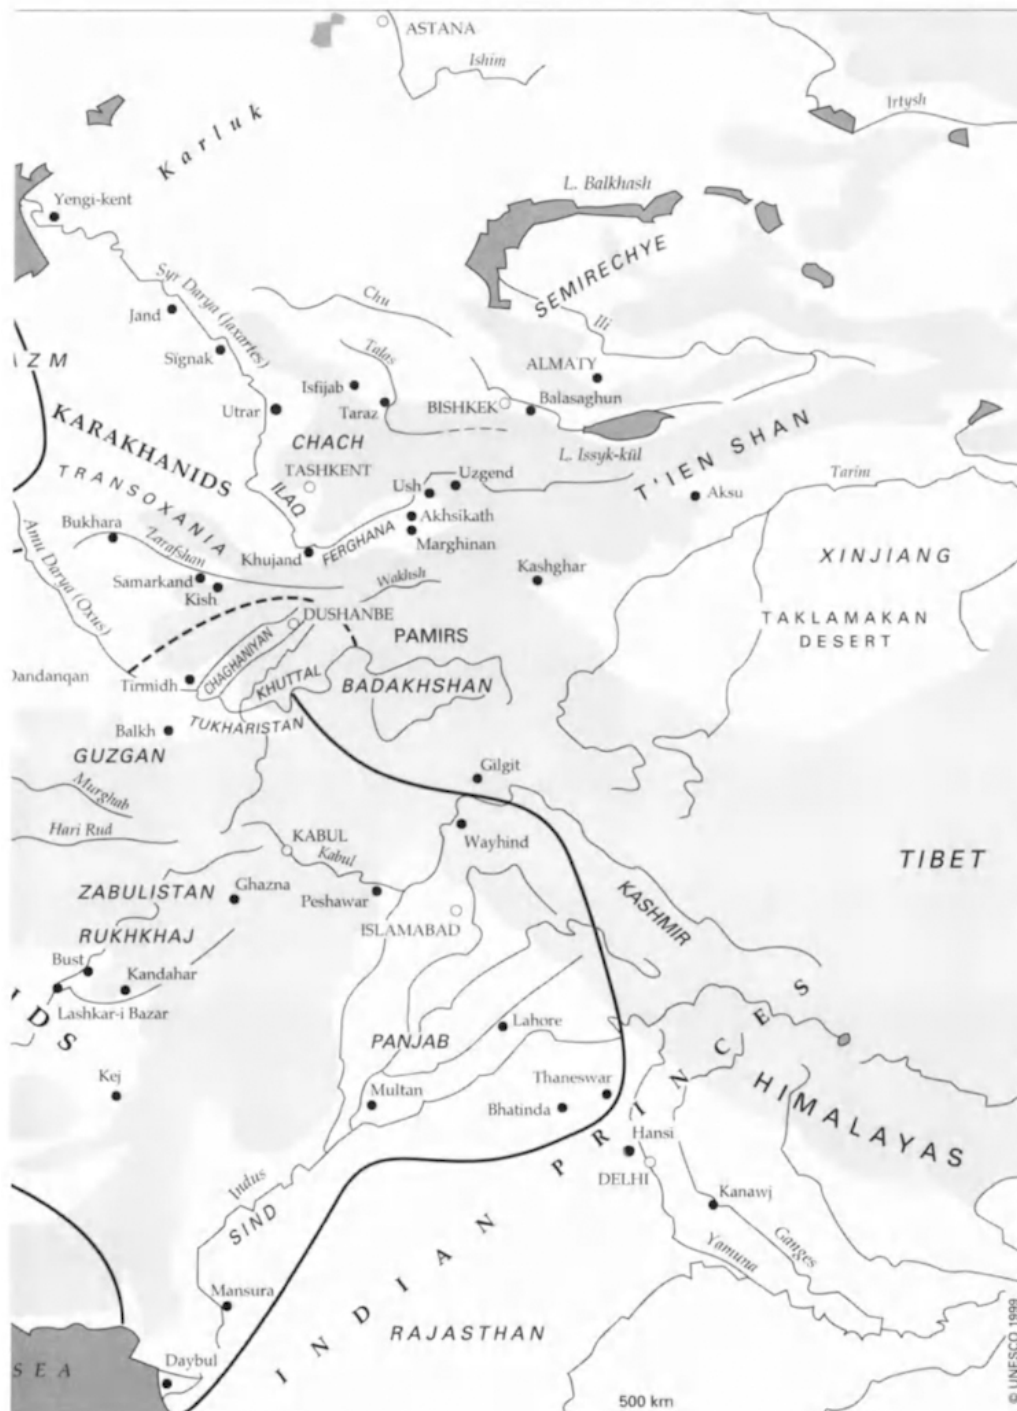 ASTANA
Ishim
Irtysh
Karluk
L. Balkhash
Yengi-kent
SEMIRECHYE
Syr Darya (Jaxartes)
Chu
Jand
Ili
Sïgnak
Talas
AZM
ALMATY
Isfijab
Utrar
Taraz
BISHKEK
Balasaghun
KARAKHANIDS
CHACH
L. Issyk-kül
T'IEN SHAN
TRANSOXANIA
TASHKENT
ILAQ
Ush
Uzgend
Tarim
Aksu
Bukhara
Akhsikath
FERGHANA
Marghinan
Amu Darya (Oxus)
Zarafshan
Khujand
XINJIANG
Samarkand
Wakhsh
Kashghar
Kish
DUSHANBE
TAKLAMAKAN
DESERT
PAMIRS
Dandanqan
Tirmidh
CHAGHANIYAN
KHUTTAL
BADAKHSHAN
TUKHARISTAN
Balkh
GUZGAN
Gilgit
Murghab
Hari Rud
KABUL
Kabul
Wayhind
TIBET
ZABULISTAN
Ghazna
Peshawar
KASHMIR
RUKHKHAJ
ISLAMABAD
Bust
Kandahar
IDS
Lashkar-i Bazar
Lahore
PANJAB
Kej
Multan
Thaneswar
Bhatinda
HIMALAYAS
Hansi
DELHI
Indus
SIND
Kanawj
Yamuna
Ganges
Mansura
INDIAN PRINCES
RAJASTHAN
SEA
Daybul
500 km
© UNESCO 1999